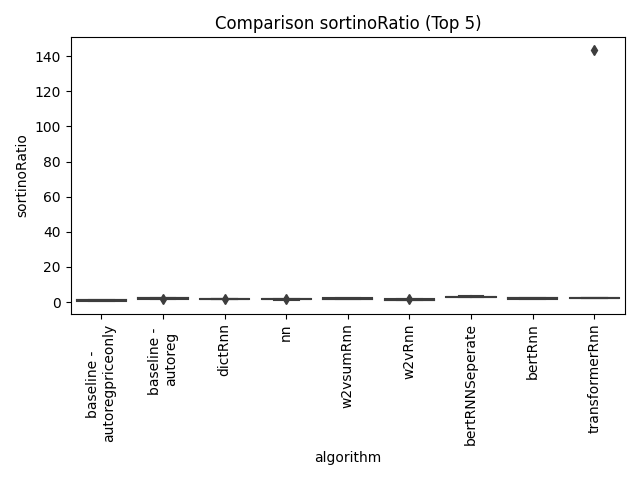 Comparison sortinoRatio (Top 5)
sortinoRatio
140
120
100
80
60
40
20
0
baseline -
autoregpriceonly
baseline -
autoreg
dictRnn
nn
w2vsumRnn
w2vRnn
bertRNNSeperate
bertRnn
transformerRnn
algorithm